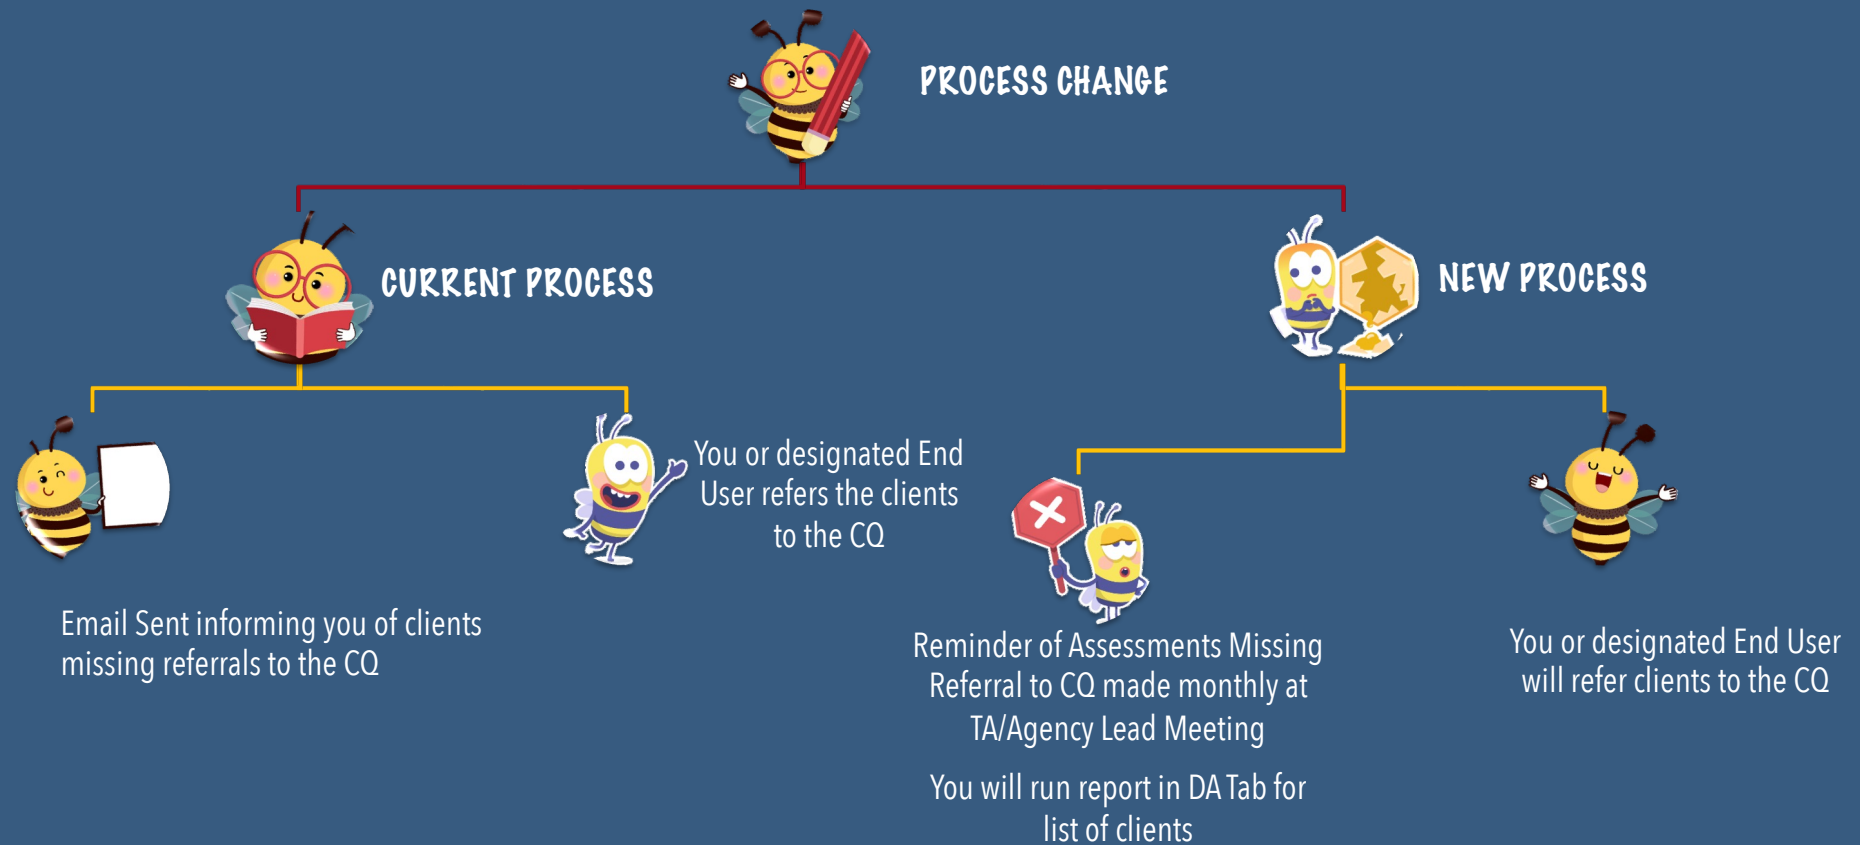 PROCESS CHANGE
CURRENT PROCESS
NEW PROCESS
Email Sent informing you of clients
missing referrals to the CQ
You or designated End
User refers the clients
to the CQ
Reminder of Assessments Missing
Referral to CQ made monthly at
TA/Agency Lead Meeting
You will run report in DA Tab for
list of clients
You or designated End User
will refer clients to the CQ